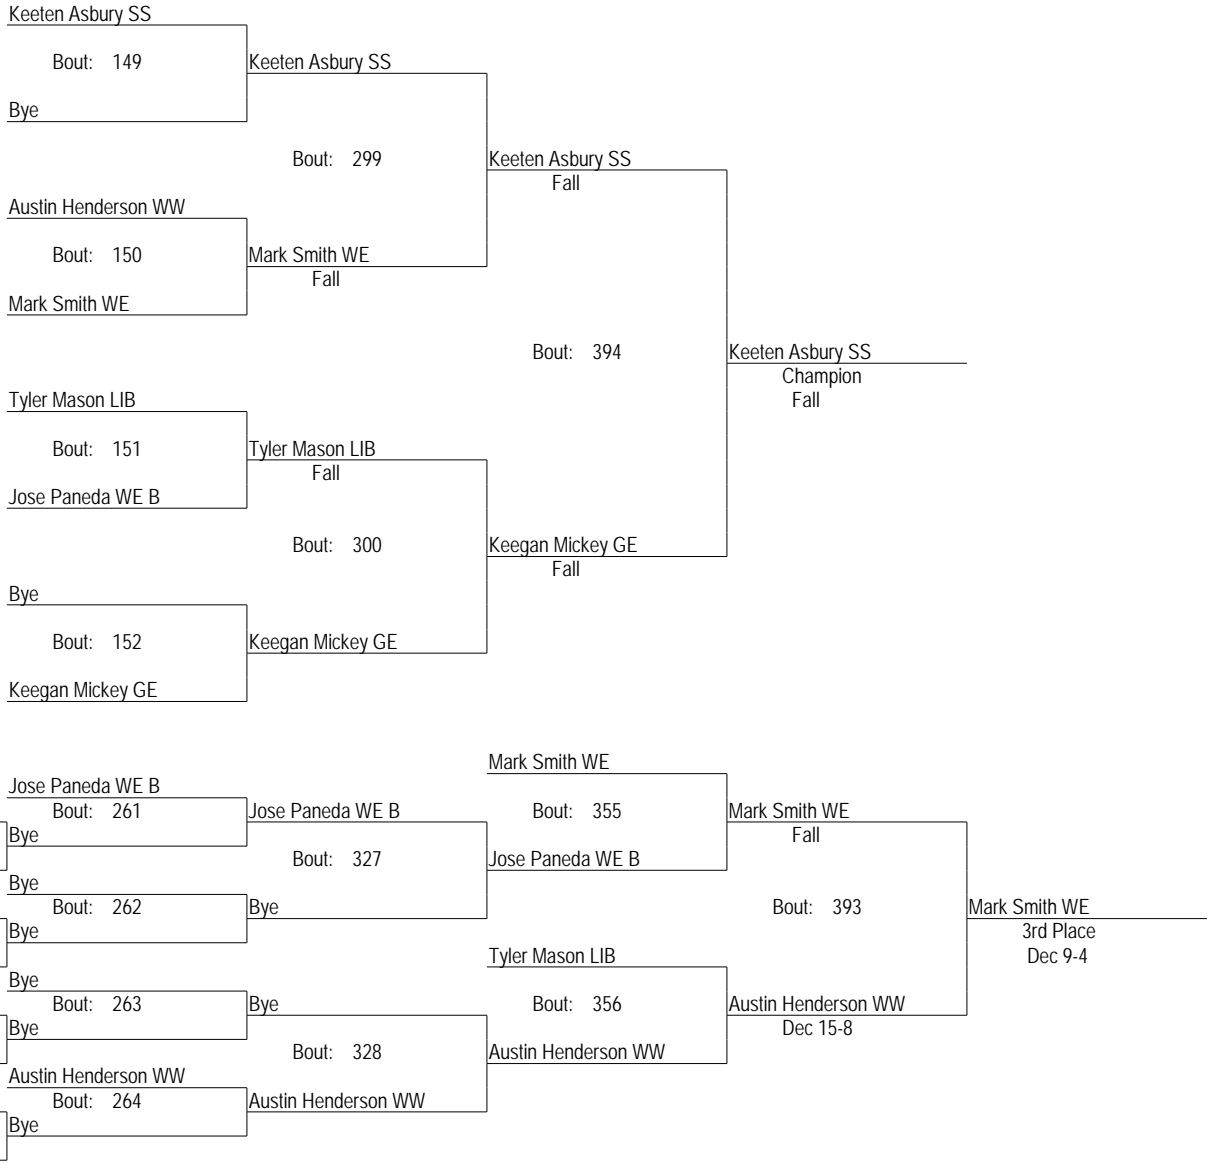 Keeten Asbury SS
Bout: 149
Keeten Asbury SS
Bye
Bout: 299
Keeten Asbury SS
Fall
Austin Henderson WW
Bout: 150
Mark Smith WE
Fall
Mark Smith WE
Bout: 394
Keeten Asbury SS
Champion
Fall
Tyler Mason LIB
Bout: 151
Tyler Mason LIB
Fall
Jose Paneda WE B
Bout: 300
Keegan Mickey GE
Fall
Bye
Bout: 152
Keegan Mickey GE
Keegan Mickey GE
Mark Smith WE
Jose Paneda WE B
Bout: 261
Jose Paneda WE B
Bout: 355
Mark Smith WE
Fall
Bye
Bout: 327
Jose Paneda WE B
Bye
Bout: 262
Bye
Bout: 393
Mark Smith WE
3rd Place
Dec 9-4
Bye
Tyler Mason LIB
Bye
Bout: 263
Bye
Bout: 356
Austin Henderson WW
Dec 15-8
Bye
Bout: 328
Austin Henderson WW
Austin Henderson WW
Bout: 264
Austin Henderson WW
Bye